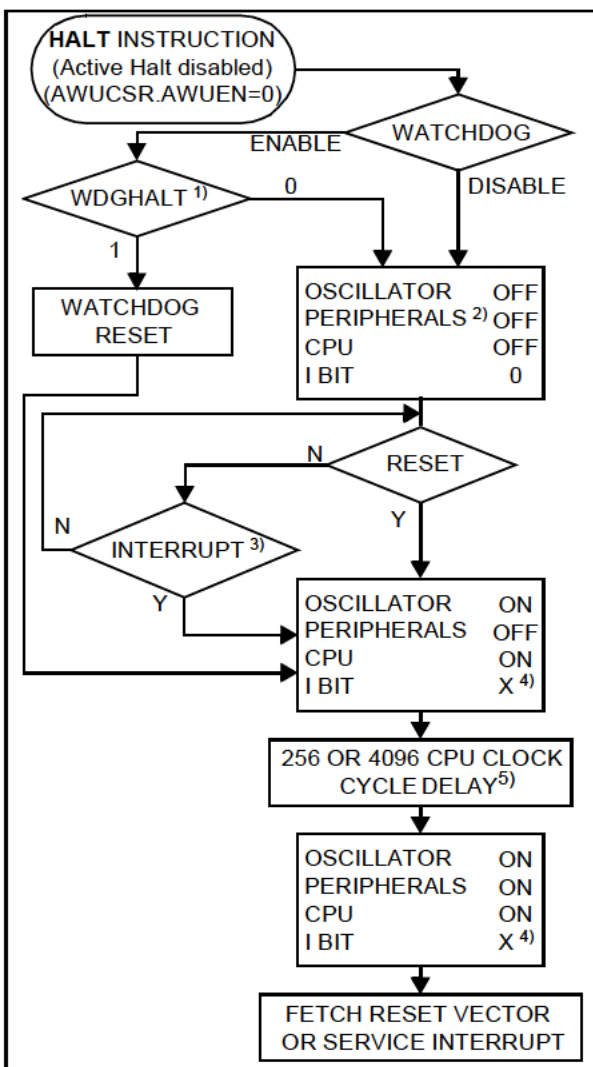 HALT INSTRUCTION
(Active Halt disabled)
(AWUCSR.AWUEN=0)
WATCHDOG
ENABLE
DISABLE
WDGHALT 1)
0
1
WATCHDOG
RESET
OSCILLATOR OFF
PERIPHERALS 2) OFF
CPU OFF
I BIT 0
RESET
N
Y
INTERRUPT 3)
N
Y
OSCILLATOR ON
PERIPHERALS OFF
CPU ON
I BIT X 4)
256 OR 4096 CPU CLOCK
CYCLE DELAY5)
OSCILLATOR ON
PERIPHERALS ON
CPU ON
I BIT X 4)
FETCH RESET VECTOR
OR SERVICE INTERRUPT